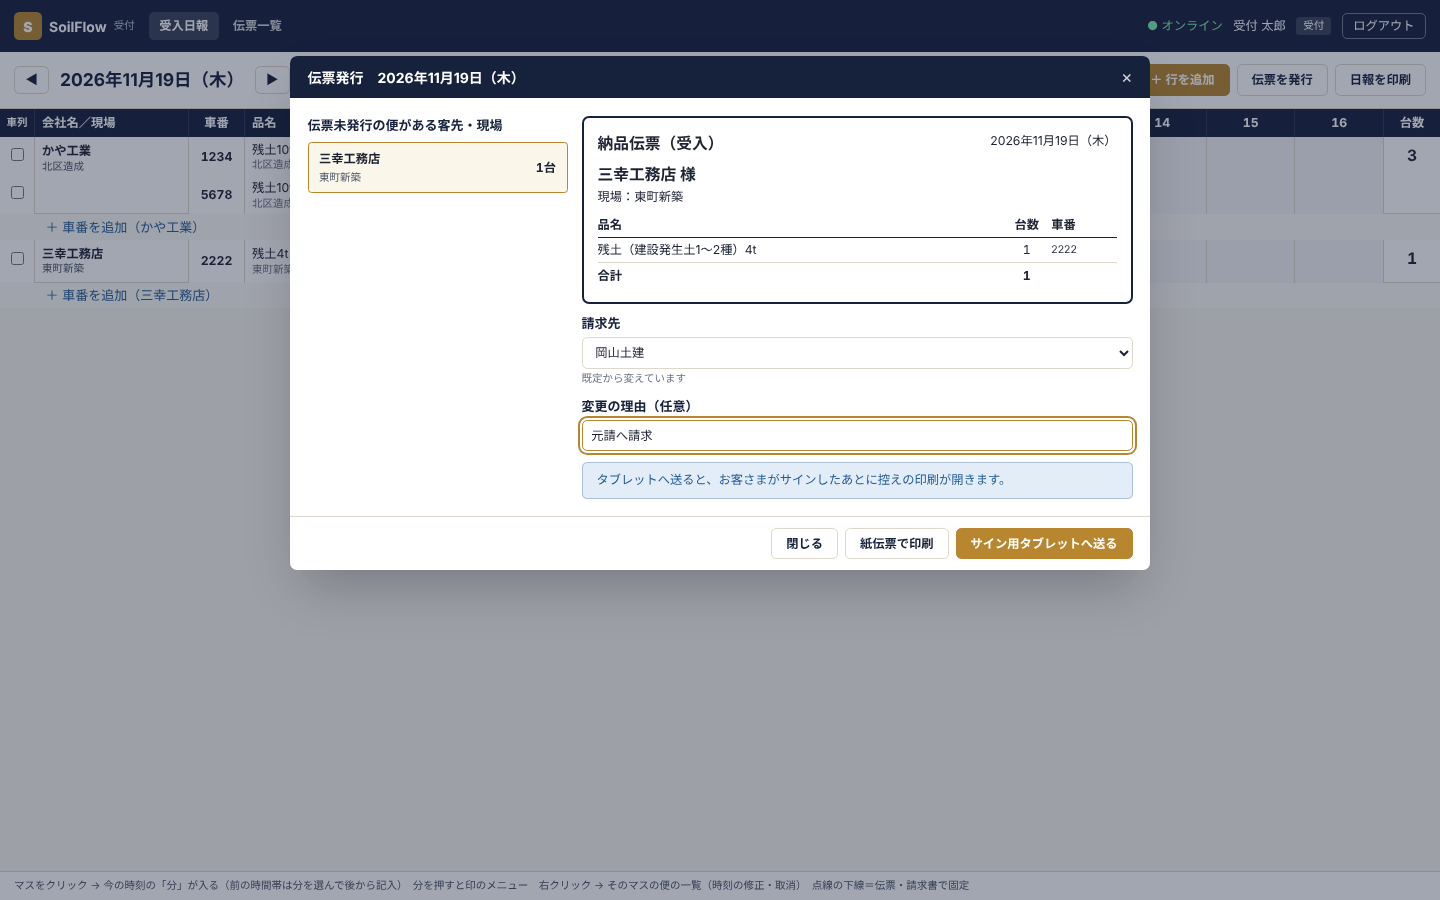 S SoilFlow 受付 受入日報 伝票一覧 オンライン 受付 太郎 受付 ログアウト
◀ 2026年11月19日（木） ▶ ＋ 行を追加 伝票を発行 日報を印刷
車列 会社名／現場 車番 品名 14 15 16 台数
かや工業 1234 残土10 3
北区造成 北区造成
5678 残土10
北区造成
＋ 車番を追加（かや工業）
三幸工務店 2222 残土4t 1
東町新築 東町新築
＋ 車番を追加（三幸工務店）
伝票発行　2026年11月19日（木） ×
伝票未発行の便がある客先・現場
三幸工務店 1台
東町新築
納品伝票（受入） 2026年11月19日（木）
三幸工務店 様
現場：東町新築
品名 台数 車番
残土（建設発生土1〜2種）4t 1 2222
合計 1
請求先
岡山土建
既定から変えています
変更の理由（任意）
元請へ請求
タブレットへ送ると、お客さまがサインしたあとに控えの印刷が開きます。
閉じる 紙伝票で印刷 サイン用タブレットへ送る
マスをクリック → 今の時刻の「分」が入る（前の時間帯は分を選んで後から記入） 分を押すと印のメニュー 右クリック → そのマスの便の一覧（時刻の修正・取消） 点線の下線＝伝票・請求書で固定